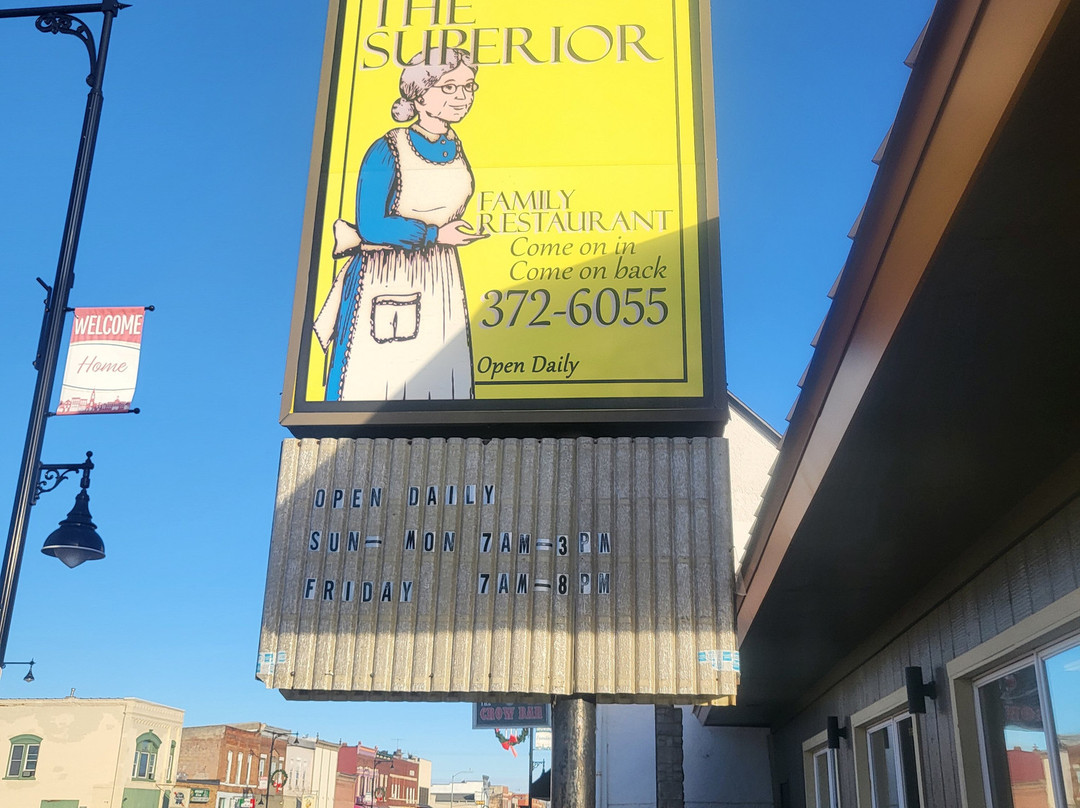 THE
SUPERIOR
FAMILY
RESTAURANT
Come on in
Come on back
372-6055
Open Daily
WELCOME
Home
OPEN DAILY
SUN- MON 7AM-3PM
FRIDAY 7AM-8PM
CROW BAR